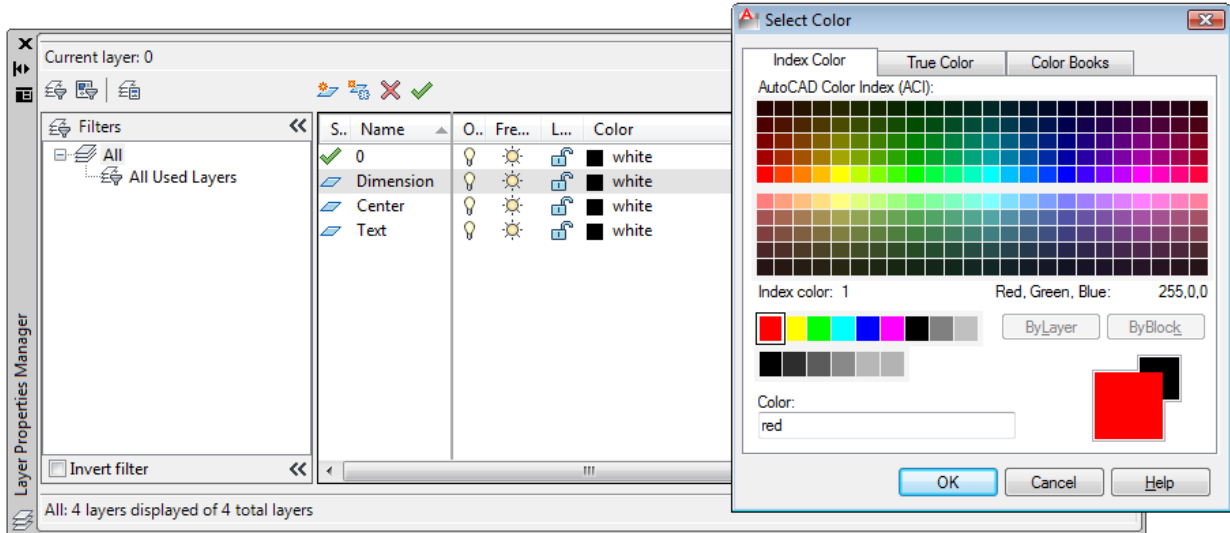 Select Color
Current layer: 0
Index Color True Color Color Books
AutoCAD Color Index (ACI):
Filters
S.. Name O.. Fre... L... Color
All
0 white
All Used Layers
Dimension white
Center white
Text white
Index color: 1 Red, Green, Blue: 255,0,0
ByLayer ByBlock
Color:
red
Layer Properties Manager
Invert filter
OK Cancel Help
All: 4 layers displayed of 4 total layers